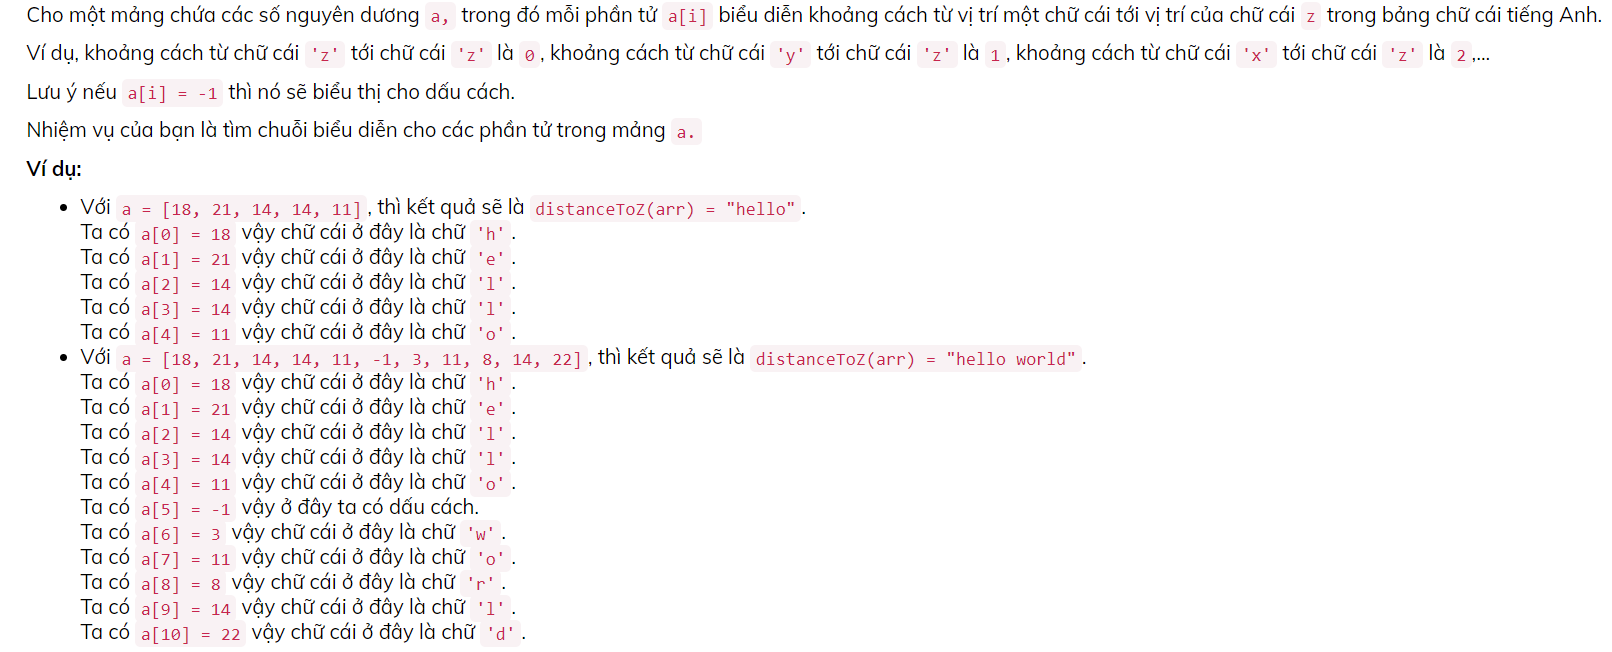 Cho một mảng chứa các số nguyên dương a, trong đó mỗi phần tử a[i] biểu diễn khoảng cách từ vị trí một chữ cái tới vị trí của chữ cái z trong bảng chữ cái tiếng Anh.
Ví dụ, khoảng cách từ chữ cái 'z' tới chữ cái 'z' là 0, khoảng cách từ chữ cái 'y' tới chữ cái 'z' là 1, khoảng cách từ chữ cái 'x' tới chữ cái 'z' là 2,...
Lưu ý nếu a[i] = -1 thì nó sẽ biểu thị cho dấu cách.
Nhiệm vụ của bạn là tìm chuỗi biểu diễn cho các phần tử trong mảng a.
Ví dụ:
• Với a = [18, 21, 14, 14, 11], thì kết quả sẽ là distanceToZ(arr) = "hello".
Ta có a[0] = 18 vậy chữ cái ở đây là chữ 'h'.
Ta có a[1] = 21 vậy chữ cái ở đây là chữ 'e'.
Ta có a[2] = 14 vậy chữ cái ở đây là chữ 'l'.
Ta có a[3] = 14 vậy chữ cái ở đây là chữ 'l'.
Ta có a[4] = 11 vậy chữ cái ở đây là chữ 'o'.
• Với a = [18, 21, 14, 14, 11, -1, 3, 11, 8, 14, 22], thì kết quả sẽ là distanceToZ(arr) = "hello world".
Ta có a[0] = 18 vậy chữ cái ở đây là chữ 'h'.
Ta có a[1] = 21 vậy chữ cái ở đây là chữ 'e'.
Ta có a[2] = 14 vậy chữ cái ở đây là chữ 'l'.
Ta có a[3] = 14 vậy chữ cái ở đây là chữ 'l'.
Ta có a[4] = 11 vậy chữ cái ở đây là chữ 'o'.
Ta có a[5] = -1 vậy ở đây ta có dấu cách.
Ta có a[6] = 3 vậy chữ cái ở đây là chữ 'w'.
Ta có a[7] = 11 vậy chữ cái ở đây là chữ 'o'.
Ta có a[8] = 8 vậy chữ cái ở đây là chữ 'r'.
Ta có a[9] = 14 vậy chữ cái ở đây là chữ 'l'.
Ta có a[10] = 22 vậy chữ cái ở đây là chữ 'd'.